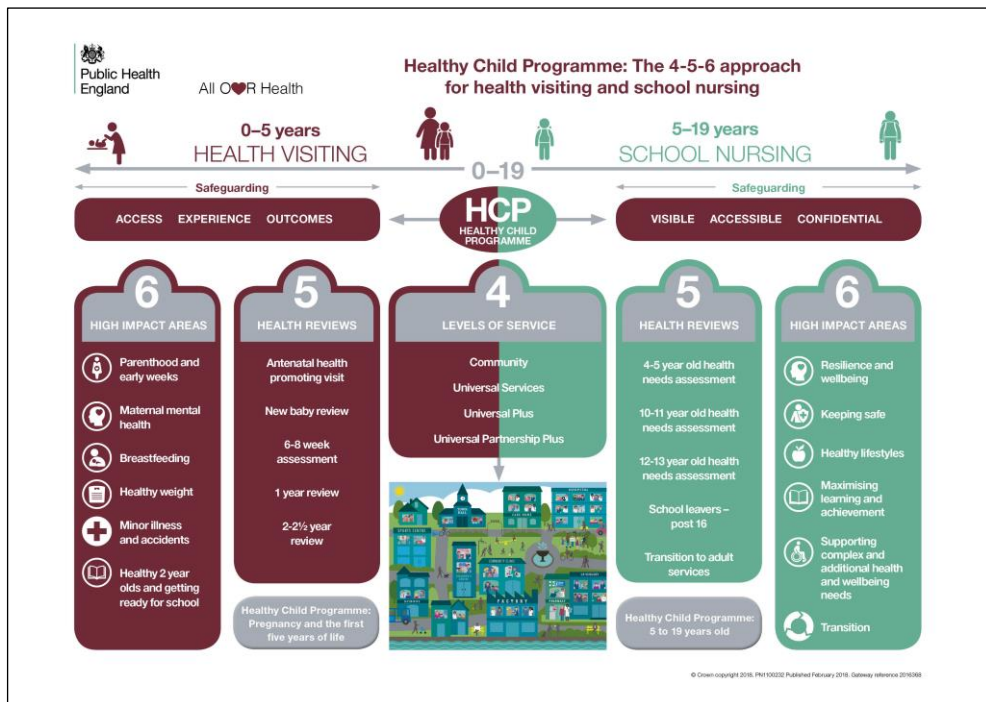 Public Health
England
All OUR Health
Healthy Child Programme: The 4-5-6 approach
for health visiting and school nursing
0–5 years
HEALTH VISITING
5–19 years
SCHOOL NURSING
0–19
Safeguarding
Safeguarding
ACCESS EXPERIENCE OUTCOMES
HCP
HEALTHY CHILD
PROGRAMME
VISIBLE ACCESSIBLE CONFIDENTIAL
6
HIGH IMPACT AREAS
Parenthood and
early weeks
Maternal mental
health
Breastfeeding
Healthy weight
Minor illness
and accidents
Healthy 2 year
olds and getting
ready for school
5
HEALTH REVIEWS
Antenatal health
promoting visit
New baby review
6-8 week
assessment
1 year review
2-2½ year
review
Healthy Child Programme:
Pregnancy and the first
five years of life
4
LEVELS OF SERVICE
Community
Universal Services
Universal Plus
Universal Partnership Plus
FACTORY
5
HEALTH REVIEWS
4-5 year old health
needs assessment
10-11 year old health
needs assessment
12-13 year old health
needs assessment
School leavers –
post 16
Transition to adult
services
Healthy Child Programme:
5 to 19 years old
6
HIGH IMPACT AREAS
Resilience and
wellbeing
Keeping safe
Healthy lifestyles
Maximising
learning and
achievement
Supporting
complex and
additional health
and wellbeing
needs
Transition
© Crown copyright 2016. PN1100232 Published February 2016. Gateway reference 2016368